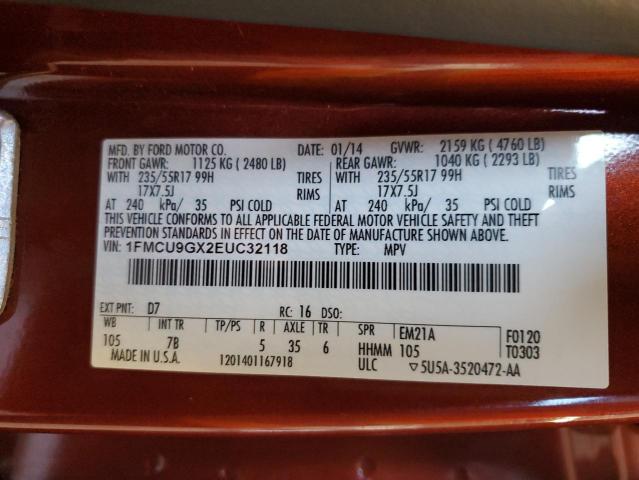 MFD. BY FORD MOTOR CO. DATE: 01/14 GVWR: 2159 KG ( 4760 LB)
FRONT GAWR: 1125 KG ( 2480 LB) REAR GAWR: 1040 KG ( 2293 LB)
WITH 235/55R17 99H TIRES WITH 235/55R17 99H TIRES
17X7.5J RIMS 17X7.5J RIMS
AT 240 kPa/ 35 PSI COLD AT 240 kPa/ 35 PSI COLD
THIS VEHICLE CONFORMS TO ALL APPLICABLE FEDERAL MOTOR VEHICLE SAFETY AND THEFT
PREVENTION STANDARDS IN EFFECT ON THE DATE OF MANUFACTURE SHOWN ABOVE.
VIN: 1FMCU9GX2EUC32118 TYPE: MPV
EXT PNT: D7 RC: 16 DSO:
WB INT TR TP/PS R AXLE TR SPR EM21A F0120
105 7B 5 35 6 HHMM 105 T0303
MADE IN U.S.A. 1201401167918 ULC ▽5U5A-3520472-AA